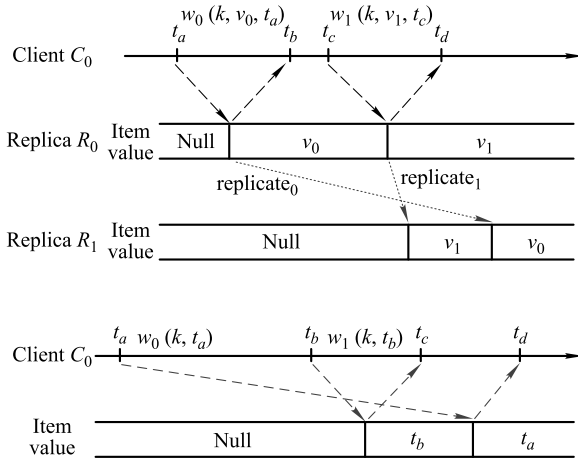 w0 (k, v0, ta) w1 (k, v1, tc)
ta tb tc td
Client C0
Replica R0 Item value Null v0 v1
replicate0 replicate1
Replica R1 Item value Null v1 v0
ta w0 (k, ta) tb w1 (k, tb) tc td
Client C0
Item value Null tb ta